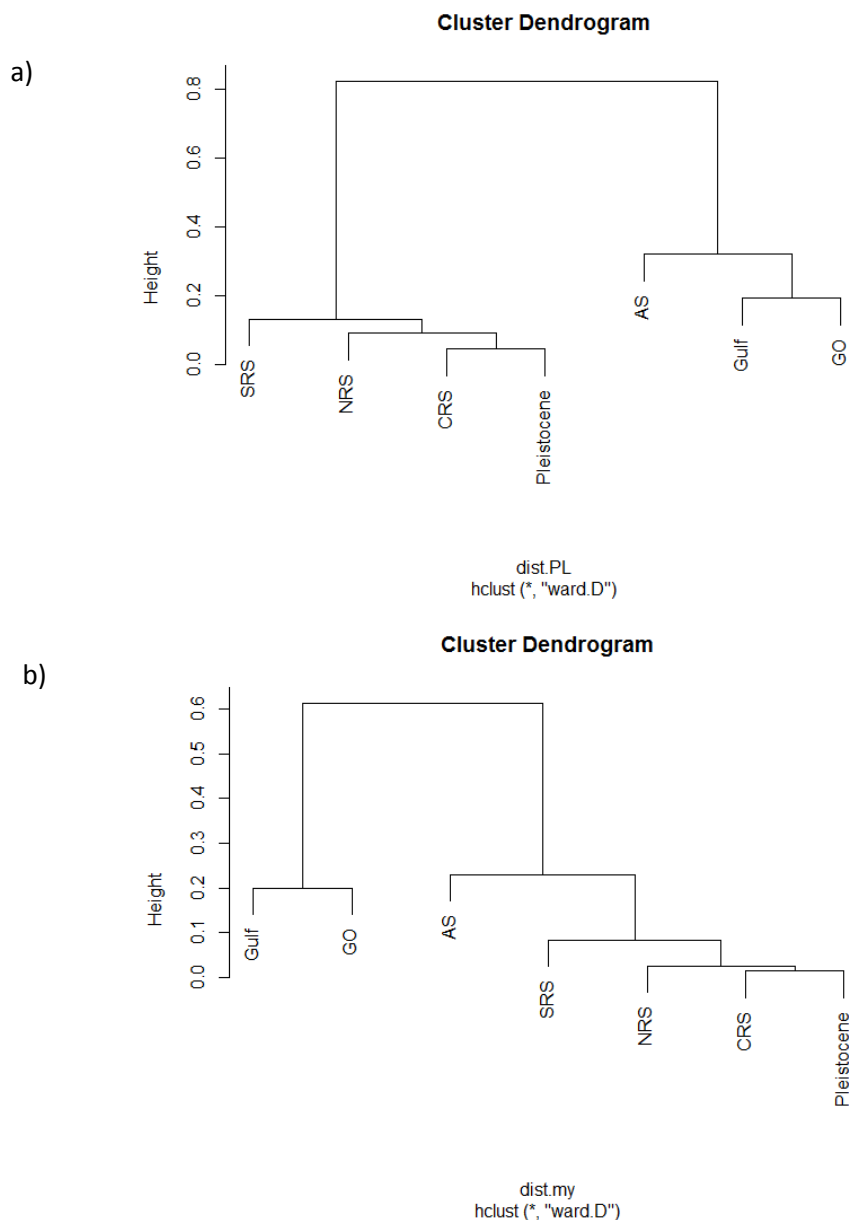 Cluster Dendrogram
a)
0.8
0.6
0.4
0.2
0.0
Height
SRS
NRS
CRS
Pleistocene
AS
Gulf
GO
dist.PL
hclust (*, "ward.D")
Cluster Dendrogram
b)
0.6
0.5
0.4
0.3
0.2
0.1
0.0
Height
Gulf
GO
AS
SRS
NRS
CRS
Pleistocene
dist.my
hclust (*, "ward.D")